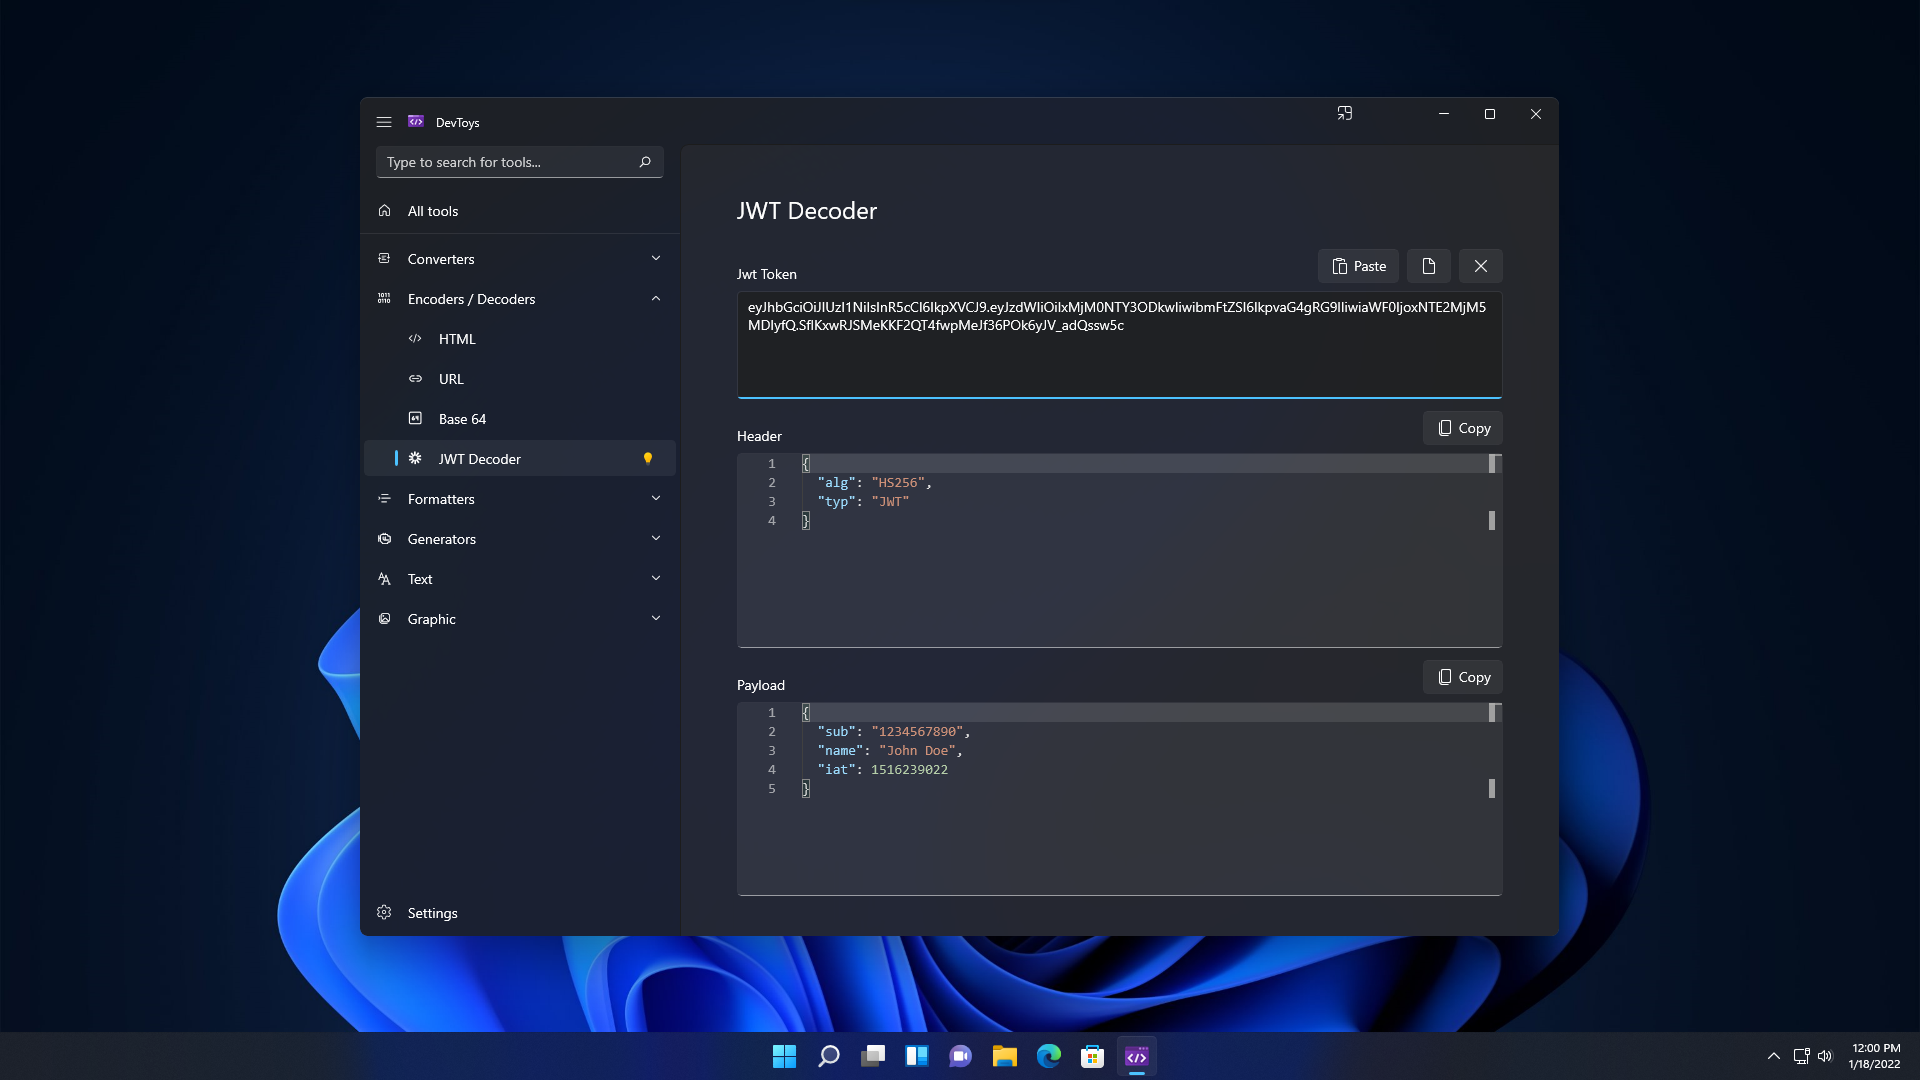 DevToys
Type to search for tools...
All tools
Converters
Encoders / Decoders
HTML
URL
Base 64
JWT Decoder
Formatters
Generators
Text
Graphic
Settings
JWT Decoder
Jwt Token
Paste
eyJhbGciOiJIUzI1NiIsInR5cCI6IkpXVCJ9.eyJzdWIiOiIxMjM0NTY3ODkwIiwibmFtZSI6IkpvaG4gRG9lIiwiaWF0IjoxNTE2MjM5
MDIyfQ.SflKxwRJSMeKKF2QT4fwpMeJf36POk6yJV_adQssw5c
Header
Copy
1 {
2 "alg": "HS256",
3 "typ": "JWT"
4 }
Payload
Copy
1 {
2 "sub": "1234567890",
3 "name": "John Doe",
4 "iat": 1516239022
5 }
12:00 PM
1/18/2022